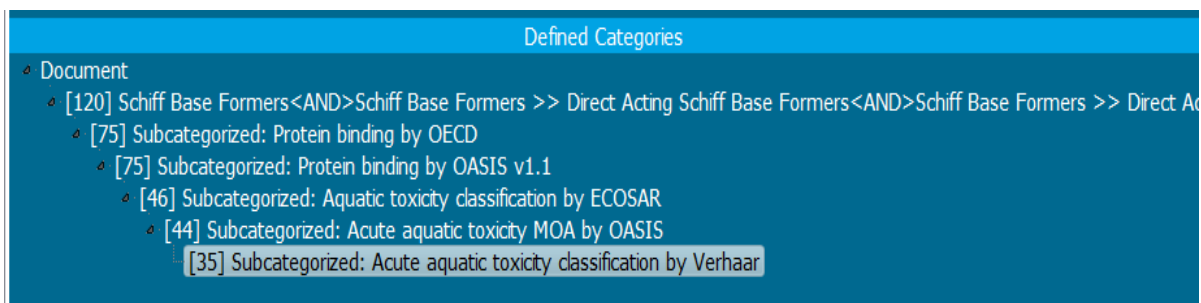 Defined Categories
Document
[120] Schiff Base Formers<AND>Schiff Base Formers >> Direct Acting Schiff Base Formers<AND>Schiff Base Formers >> Direct
[75] Subcategorized: Protein binding by OECD
[75] Subcategorized: Protein binding by OASIS v1.1
[46] Subcategorized: Aquatic toxicity classification by ECOSAR
[44] Subcategorized: Acute aquatic toxicity MOA by OASIS
[35] Subcategorized: Acute aquatic toxicity classification by Verhaar